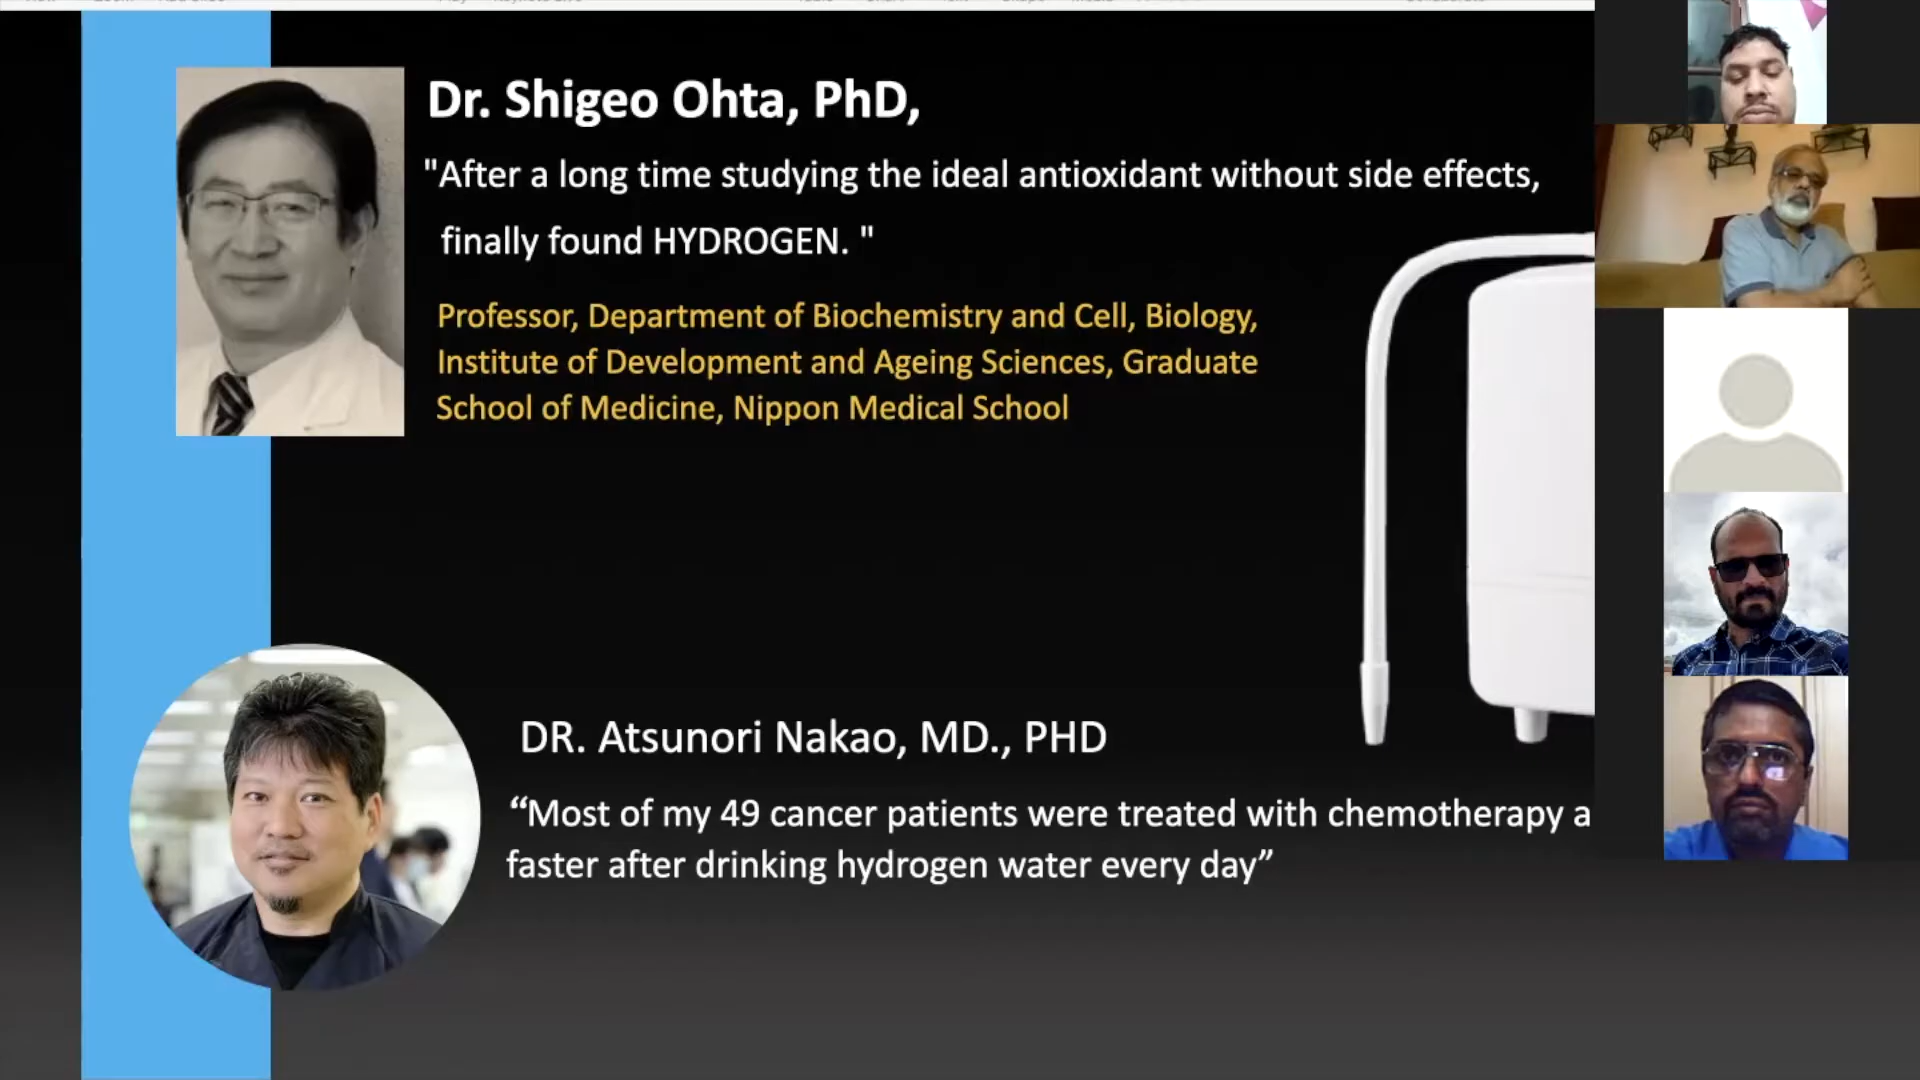 Dr. Shigeo Ohta, PhD,
"After a long time studying the ideal antioxidant without side effects,
finally found HYDROGEN. "
Professor, Department of Biochemistry and Cell, Biology,
Institute of Development and Ageing Sciences, Graduate
School of Medicine, Nippon Medical School
DR. Atsunori Nakao, MD., PHD
“Most of my 49 cancer patients were treated with chemotherapy a
faster after drinking hydrogen water every day”